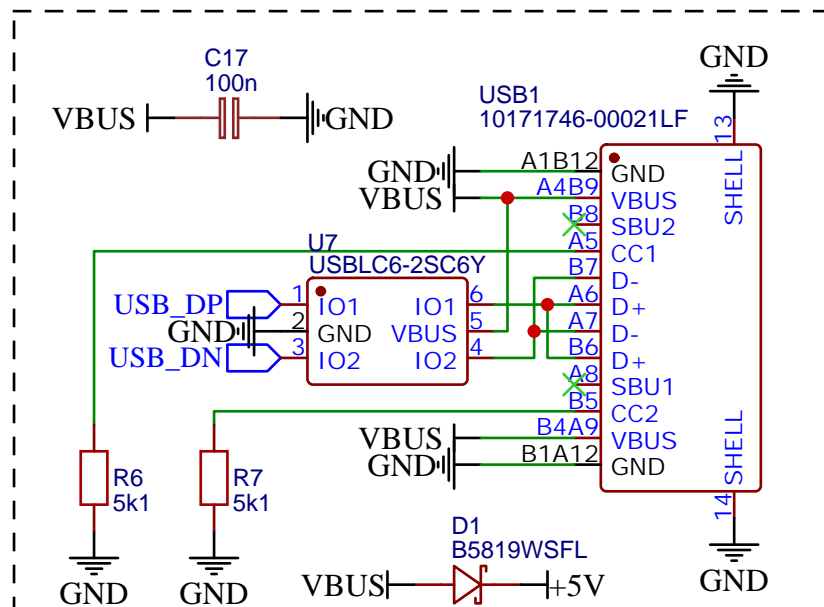 C17
100n
VBUS
GND
GND
USB1
10171746-00021LF
13
SHELL
GND
A1B12
GND
VBUS
A4B9
VBUS
B8
SBU2
A5
CC1
B7
D-
A6
D+
A7
D-
B6
D+
A8
SBU1
B5
CC2
VBUS
B4A9
VBUS
GND
B1A12
GND
SHELL
14
GND
U7
USBLC6-2SC6Y
USB_DP
1
IO1
IO1
6
GND
2
GND
VBUS
5
USB_DN
3
IO2
IO2
4
R6
5k1
GND
R7
5k1
GND
D1
B5819WSFL
VBUS
+5V